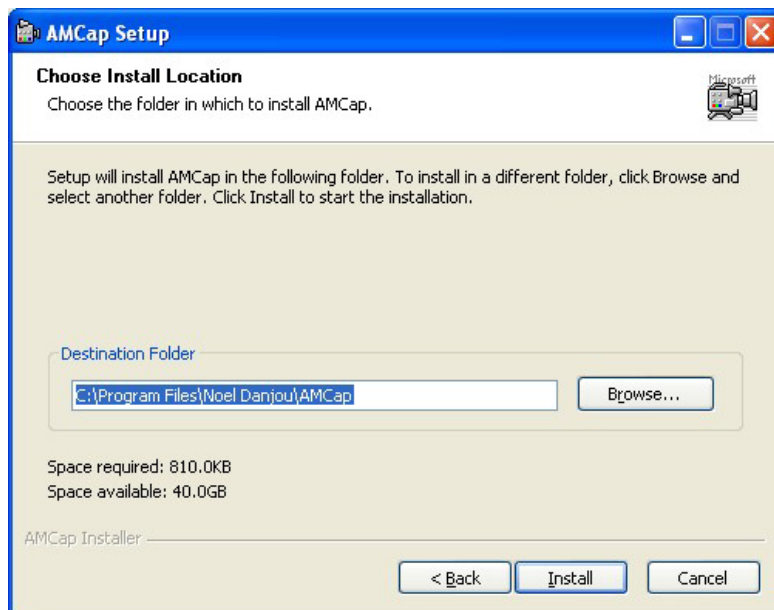 AMCap Setup
Choose Install Location
Choose the folder in which to install AMCap.
Microsoft
Setup will install AMCap in the following folder. To install in a different folder, click Browse and
select another folder. Click Install to start the installation.
Destination Folder
C:\Program Files\Noel Danjou\AMCap
Browse...
Space required: 810.0KB
Space available: 40.0GB
AMCap Installer
< Back
Install
Cancel